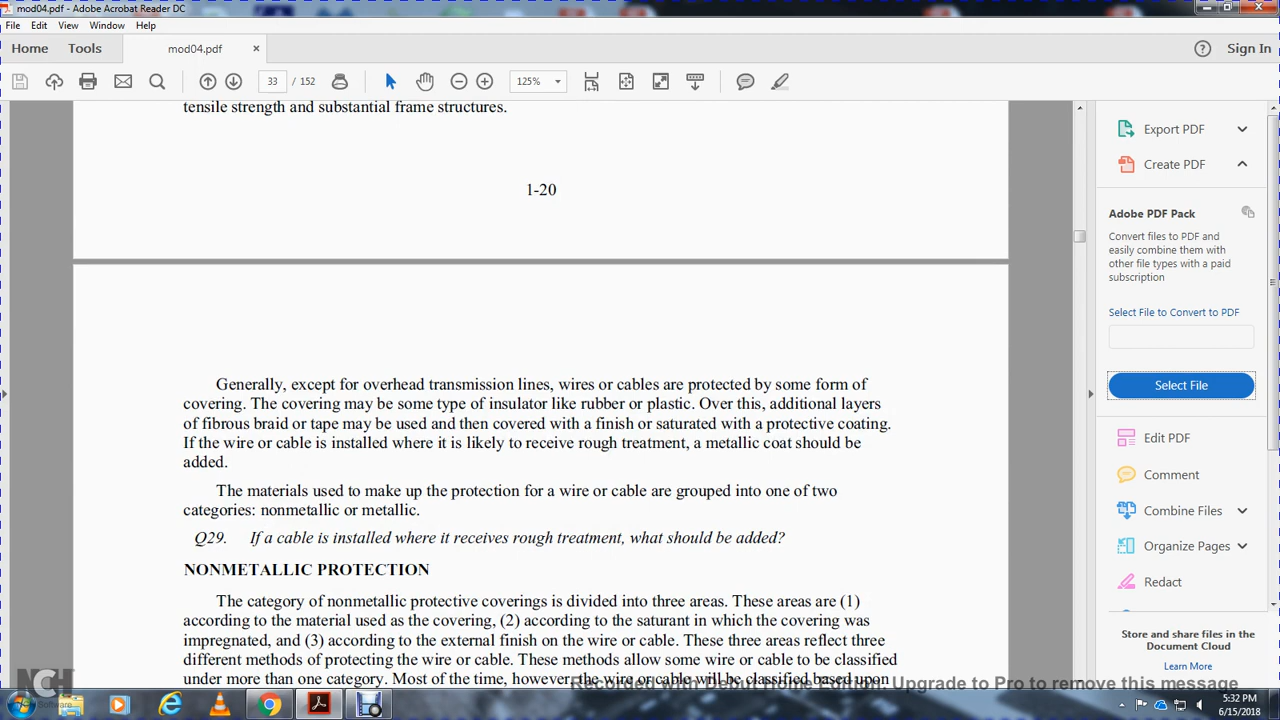 mod04.pdf - Adobe Acrobat Reader DC
File Edit View Window Help
Home Tools mod04.pdf × Sign In
33 / 152 125%
tensile strength and substantial frame structures.
1-20
Generally, except for overhead transmission lines, wires or cables are protected by some form of
covering. The covering may be some type of insulator like rubber or plastic. Over this, additional layers
of fibrous braid or tape may be used and then covered with a finish or saturated with a protective coating.
If the wire or cable is installed where it is likely to receive rough treatment, a metallic coat should be
added.
The materials used to make up the protection for a wire or cable are grouped into one of two
categories: nonmetallic or metallic.
Q29. If a cable is installed where it receives rough treatment, what should be added?
NONMETALLIC PROTECTION
The category of nonmetallic protective coverings is divided into three areas. These areas are (1)
according to the material used as the covering, (2) according to the saturant in which the covering was
impregnated, and (3) according to the external finish on the wire or cable. These three areas reflect three
different methods of protecting the wire or cable. These methods allow some wire or cable to be classified
under more than one category. Most of the time, however, the wire or cable will be classified based upon
Export PDF
Create PDF
Adobe PDF Pack
Convert files to PDF and
easily combine them with
other file types with a paid
subscription
Select File to Convert to PDF
Select File
Edit PDF
Comment
Combine Files
Organize Pages
Redact
Store and share files in the
Document Cloud
Learn More
NCH
Software
Upgrade to Pro to remove this message
5:32 PM
6/15/2018